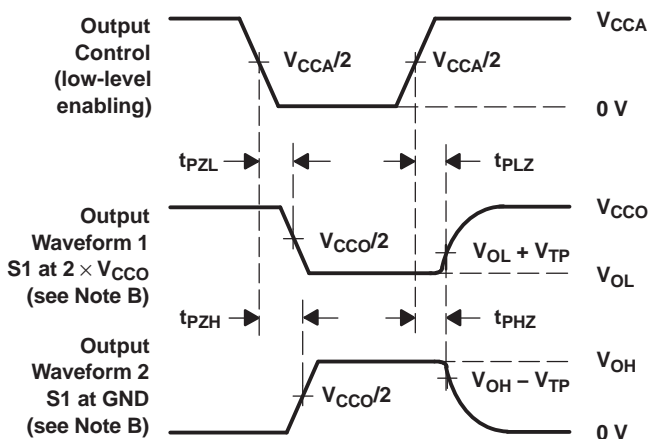 Output
Control
(low-level
enabling)
VCCA
VCCA/2
VCCA/2
0 V
tPZL
tPLZ
Output
Waveform 1
S1 at 2 × VCCO
(see Note B)
VCCO
VCCO/2
VOL + VTP
VOL
tPZH
tPHZ
Output
Waveform 2
S1 at GND
(see Note B)
VOH
VCCO/2
VOH − VTP
0 V